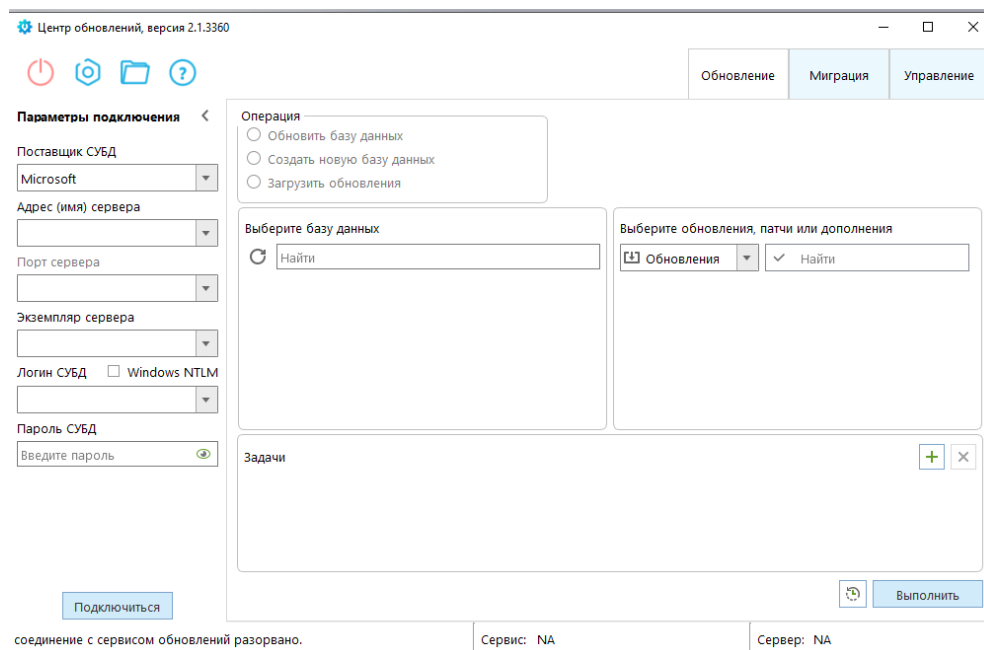 Центр обновлений, версия 2.1.3360
Обновление
Миграция
Управление
Параметры подключения
Поставщик СУБД
Microsoft
Адрес (имя) сервера
Порт сервера
Экземпляр сервера
Логин СУБД
Windows NTLM
Пароль СУБД
Введите пароль
Подключиться
Операция
Обновить базу данных
Создать новую базу данных
Загрузить обновления
Выберите базу данных
Найти
Выберите обновления, патчи или дополнения
Обновления
Найти
Задачи
Выполнить
соединение с сервисом обновлений разорвано.
Сервис: NA
Сервер: NA